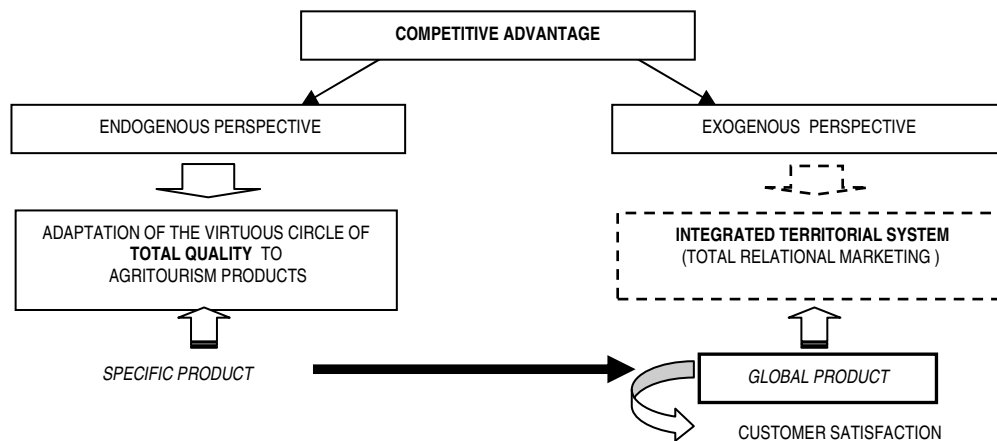 COMPETITIVE ADVANTAGE
ENDOGENOUS PERSPECTIVE
EXOGENOUS PERSPECTIVE
ADAPTATION OF THE VIRTUOUS CIRCLE OF
TOTAL QUALITY TO
AGRITOURISM PRODUCTS
INTEGRATED TERRITORIAL SYSTEM
(TOTAL RELATIONAL MARKETING )
SPECIFIC PRODUCT
GLOBAL PRODUCT
CUSTOMER SATISFACTION